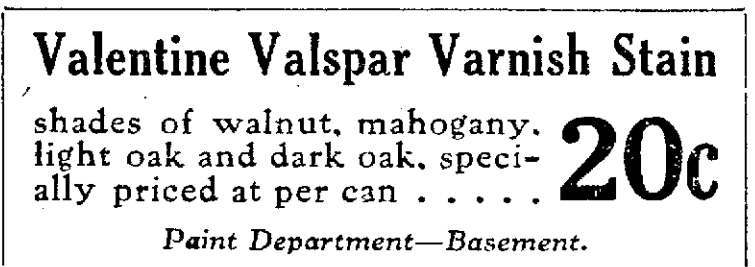 Valentine Valspar Varnish Stain
shades of walnut, mahogany,
light oak and dark oak, speci-
ally priced at per can . . . . . 20c
Paint Department—Basement.